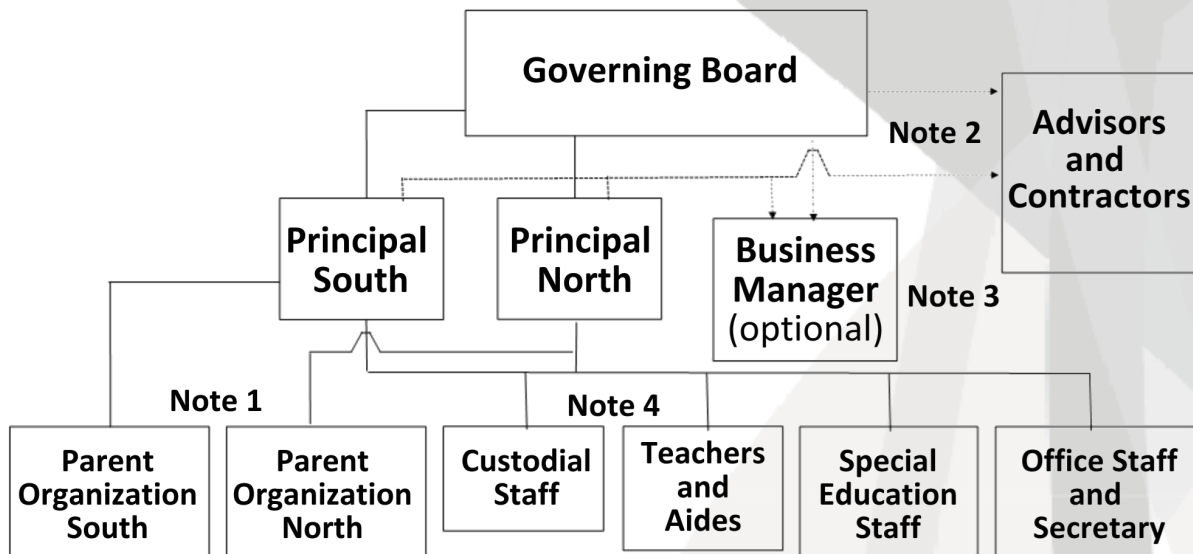 Governing Board
Note 2
Advisors
and
Contractors
Principal
South
Principal
North
Business
Manager
(optional)
Note 3
Note 1
Note 4
Parent
Organization
South
Parent
Organization
North
Custodial
Staff
Teachers
and
Aides
Special
Education
Staff
Office Staff
and
Secretary